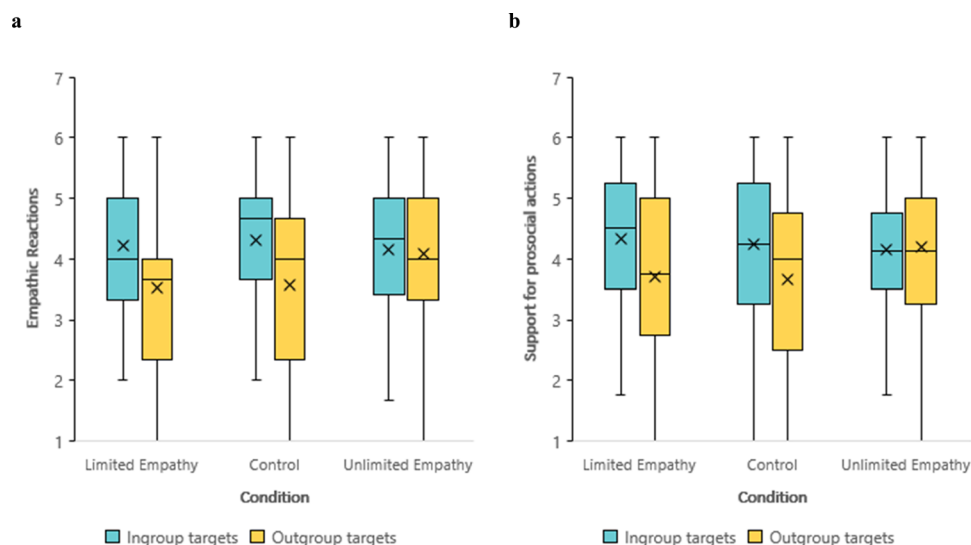 a
7
6
5
4
3
2
1
Empathic Reactions
Limited Empathy Control Unlimited Empathy
Condition
Ingroup targets Outgroup targets
b
7
6
5
4
3
2
1
Support for prosocial actions
Limited Empathy Control Unlimited Empathy
Condition
Ingroup targets Outgroup targets